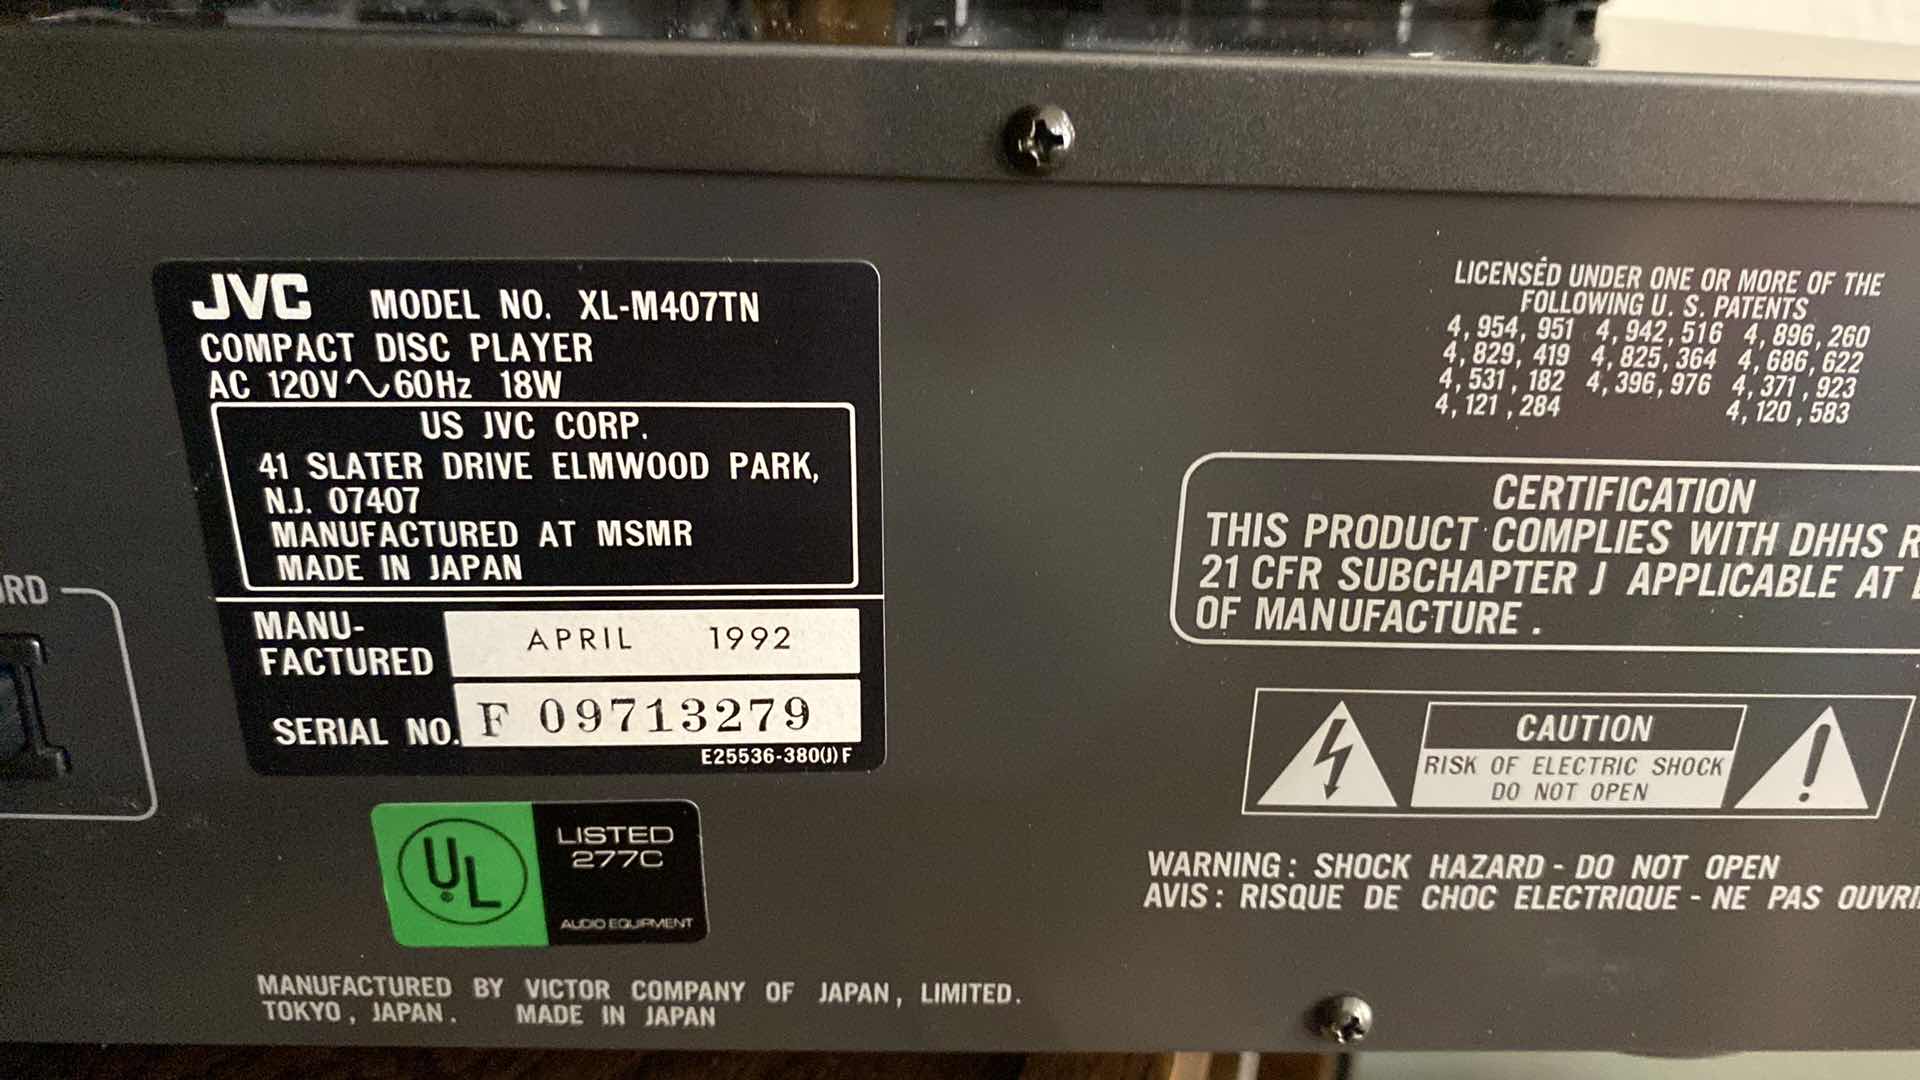 JVC MODEL NO. XL-M407TN
COMPACT DISC PLAYER
AC 120V∿60Hz 18W
US JVC CORP.
41 SLATER DRIVE ELMWOOD PARK,
N.J. 07407
MANUFACTURED AT MSMR
MADE IN JAPAN
MANU-
FACTURED
APRIL 1992
SERIAL NO. F 09713279
E25536-380(J) F
UL
LISTED
277C
AUDIO EQUIPMENT
MANUFACTURED BY VICTOR COMPANY OF JAPAN, LIMITED.
TOKYO, JAPAN. MADE IN JAPAN
LICENSED UNDER ONE OR MORE OF THE
FOLLOWING U. S. PATENTS
4,954,951 4,942,516 4,896,260
4,829,419 4,825,364 4,686,622
4,531,182 4,396,976 4,371,923
4,121,284 4,120,583
CERTIFICATION
THIS PRODUCT COMPLIES WITH DHHS R
21 CFR SUBCHAPTER J APPLICABLE AT
OF MANUFACTURE.
CAUTION
RISK OF ELECTRIC SHOCK
DO NOT OPEN
WARNING: SHOCK HAZARD - DO NOT OPEN
AVIS: RISQUE DE CHOC ELECTRIQUE - NE PAS OUVRI
RD